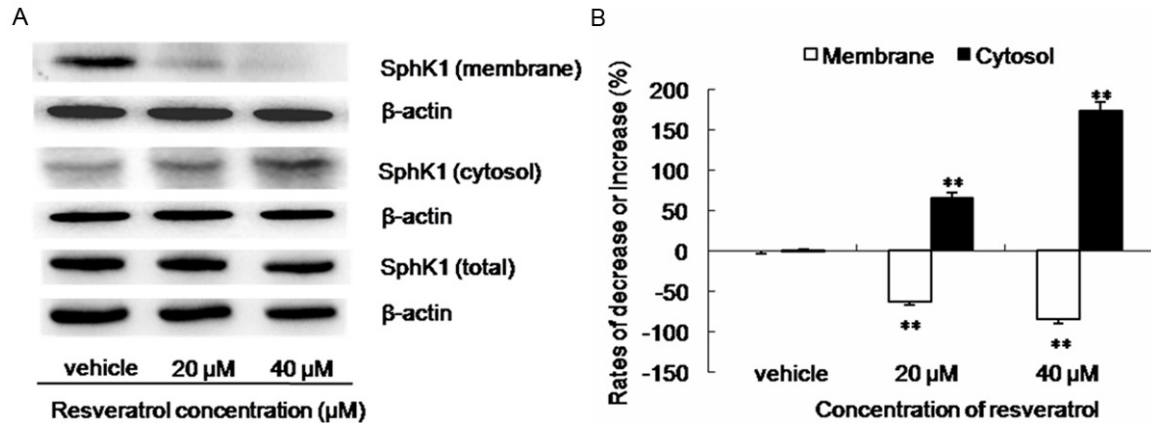 A
SphK1 (membrane)
β-actin
SphK1 (cytosol)
β-actin
SphK1 (total)
β-actin
vehicle 20 µM 40 µM
Resveratrol concentration (µM)
B
Membrane Cytosol
Rates of decrease or Increase (%)
200
150
100
50
0
-50
-100
-150
**
**
**
**
vehicle 20 µM 40 µM
Concentration of resveratrol